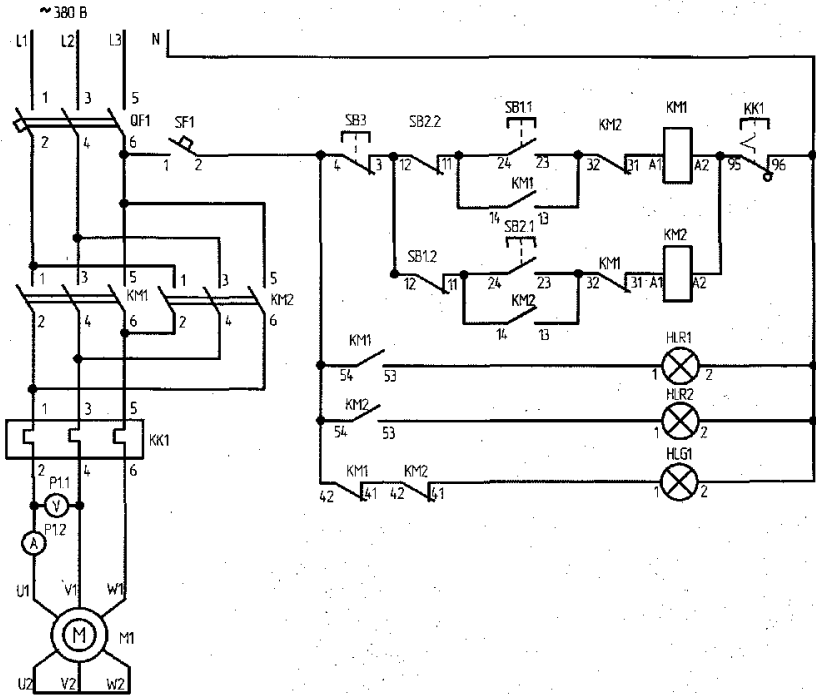 ~ 380 В
L1 L2 L3 N
1 3 5
QF1
2 4 6
SF1
1 2
SB3
4 3
SB2.2
12 11
SB1.1
24 23
KM2
32 31
KM1
A1 A2
KK1
95 96
KM1
14 13
SB2.1
24 23
SB1.2
12 11
KM1
32 31
KM2
A1 A2
KM2
14 13
1 3 5 1 3 5
KM1 KM2
2 4 6 2 4 6
KM1
54 53
HLR1
1 2
KM2
54 53
HLR2
1 2
KM1 KM2
42 41 42 41
HLG1
1 2
1 3 5
KK1
2 4 6
P1.1
V
P1.2
A
U1 V1 W1
M M1
U2 V2 W2